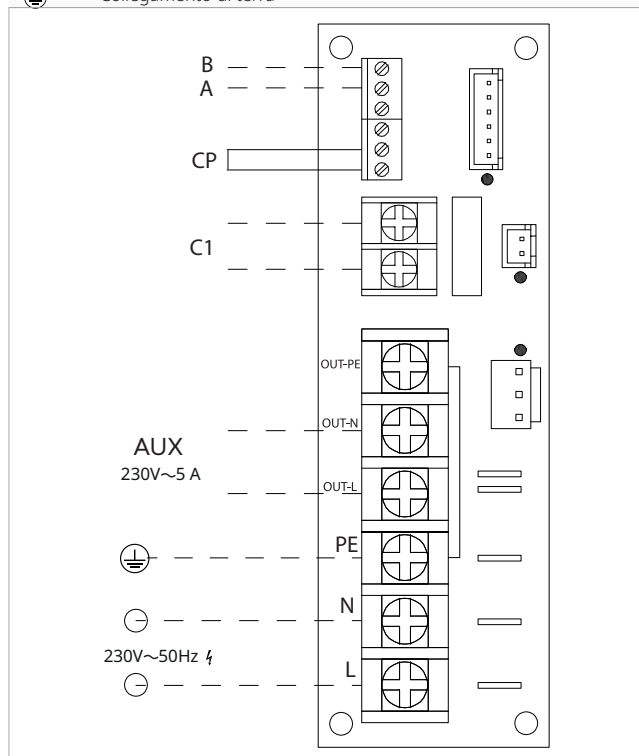 Collegamento di terra
B
A
CP
C1
OUT-PE
OUT-N
AUX
230V~5 A
OUT-L
PE
N
230V~50Hz
L